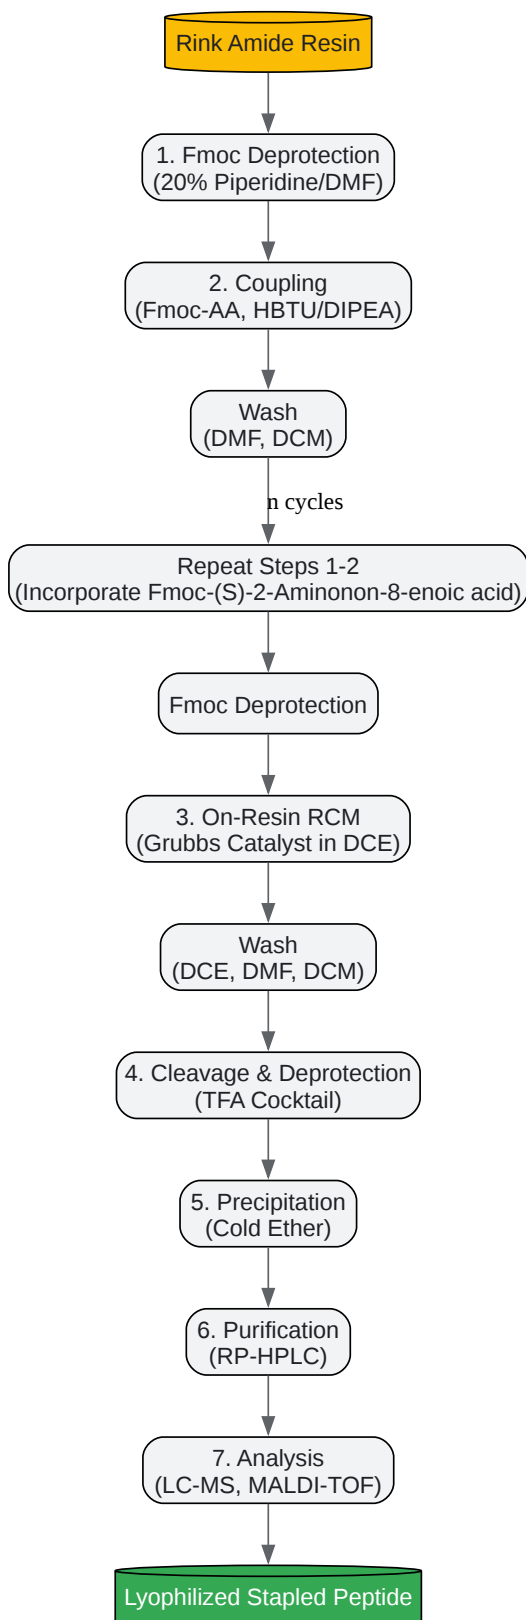 Rink Amide Resin
1. Fmoc Deprotection
(20% Piperidine/DMF)
2. Coupling
(Fmoc-AA, HBTU/DIPEA)
Wash
(DMF, DCM)
n cycles
Repeat Steps 1-2
(Incorporate Fmoc-(S)-2-Aminonon-8-enoic acid)
Fmoc Deprotection
3. On-Resin RCM
(Grubbs Catalyst in DCE)
Wash
(DCE, DMF, DCM)
4. Cleavage & Deprotection
(TFA Cocktail)
5. Precipitation
(Cold Ether)
6. Purification
(RP-HPLC)
7. Analysis
(LC-MS, MALDI-TOF)
Lyophilized Stapled Peptide